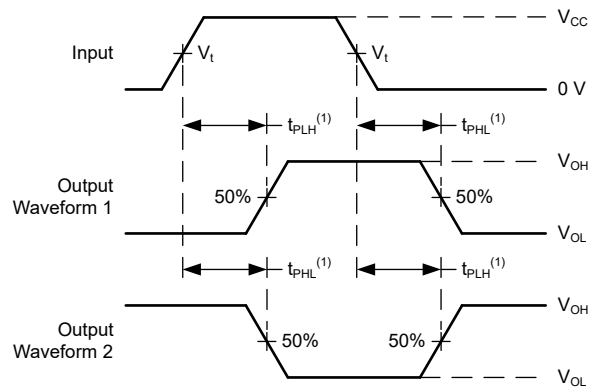 V_CC
Input
V_t
V_t
0 V
t_PLH^(1)
t_PHL^(1)
V_OH
Output
Waveform 1
50%
50%
V_OL
t_PHL^(1)
t_PLH^(1)
V_OH
Output
Waveform 2
50%
50%
V_OL